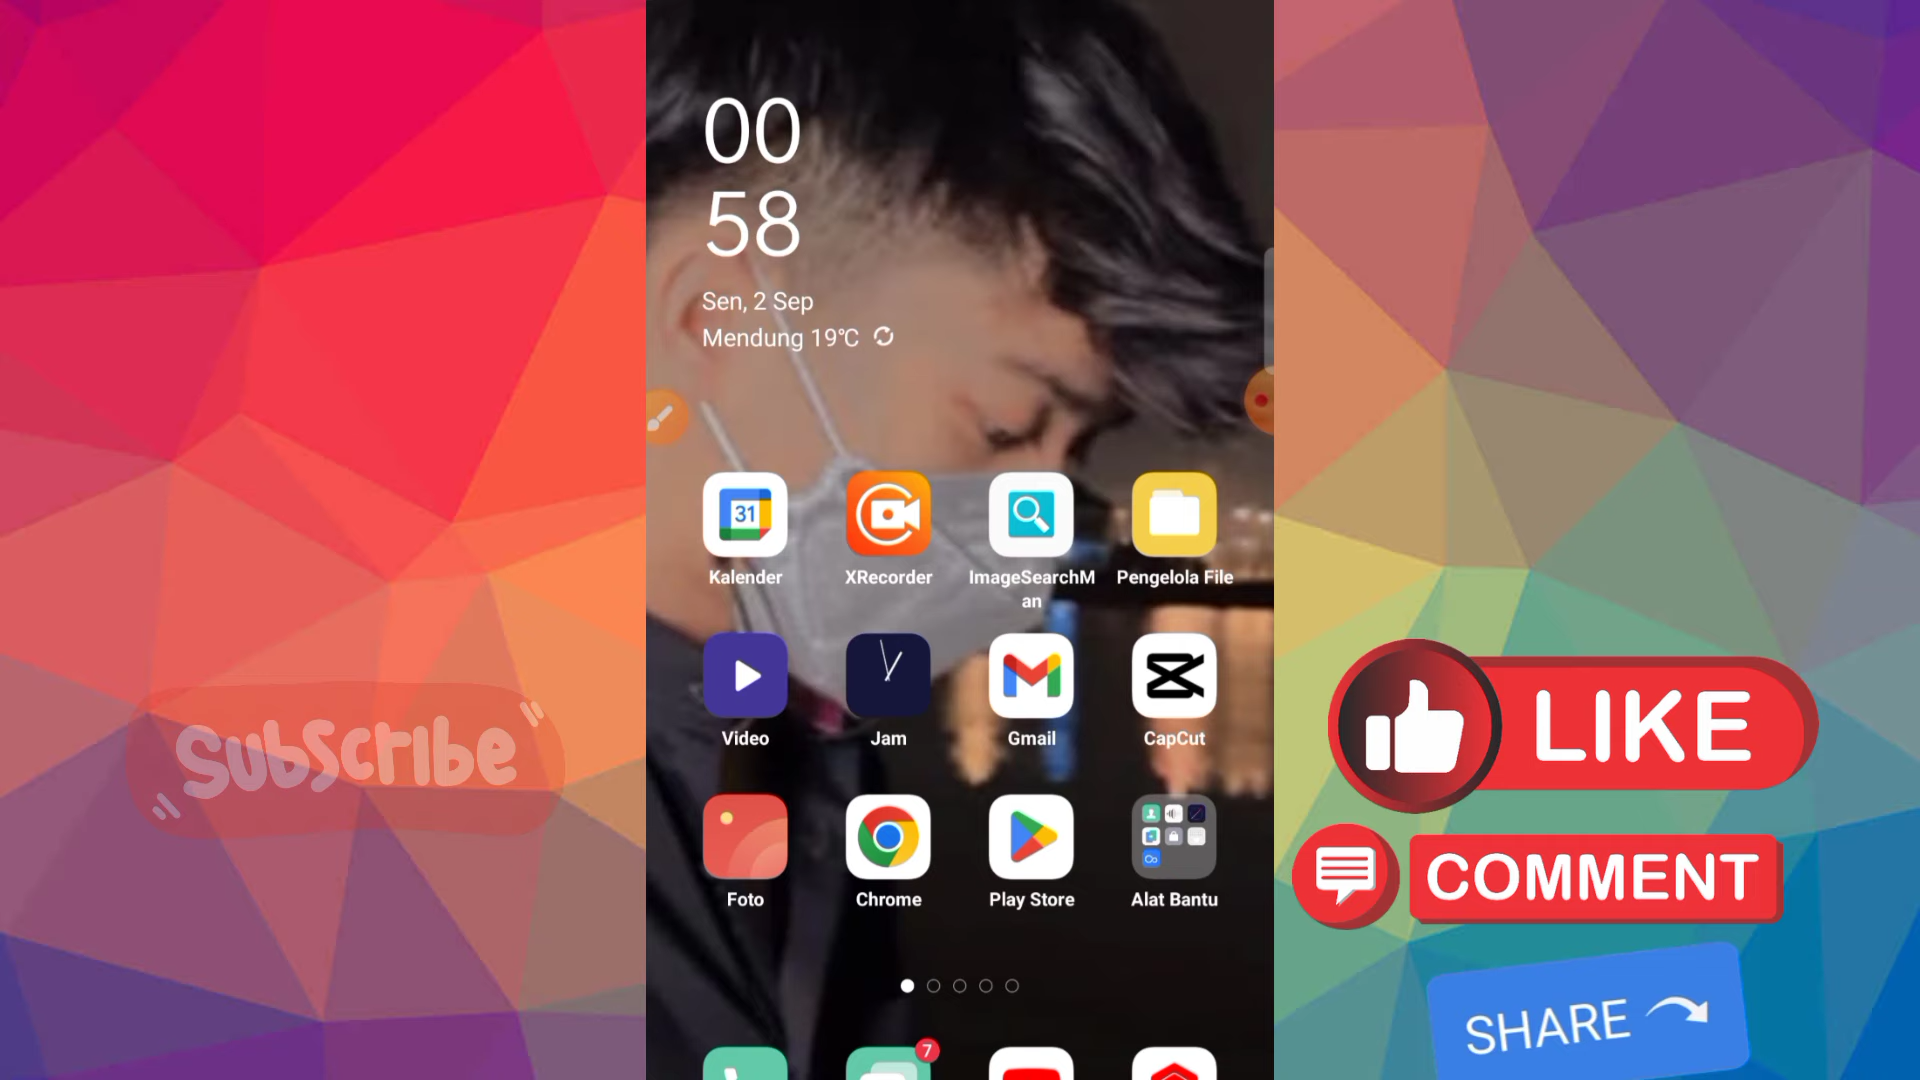 00
58
Sen, 2 Sep
Mendung 19°C
31
Kalender
XRecorder
ImageSearchM
an
Pengelola File
Video
Jam
Gmail
CapCut
Foto
Chrome
Play Store
Alat Bantu
7
Subscribe
LIKE
COMMENT
SHARE